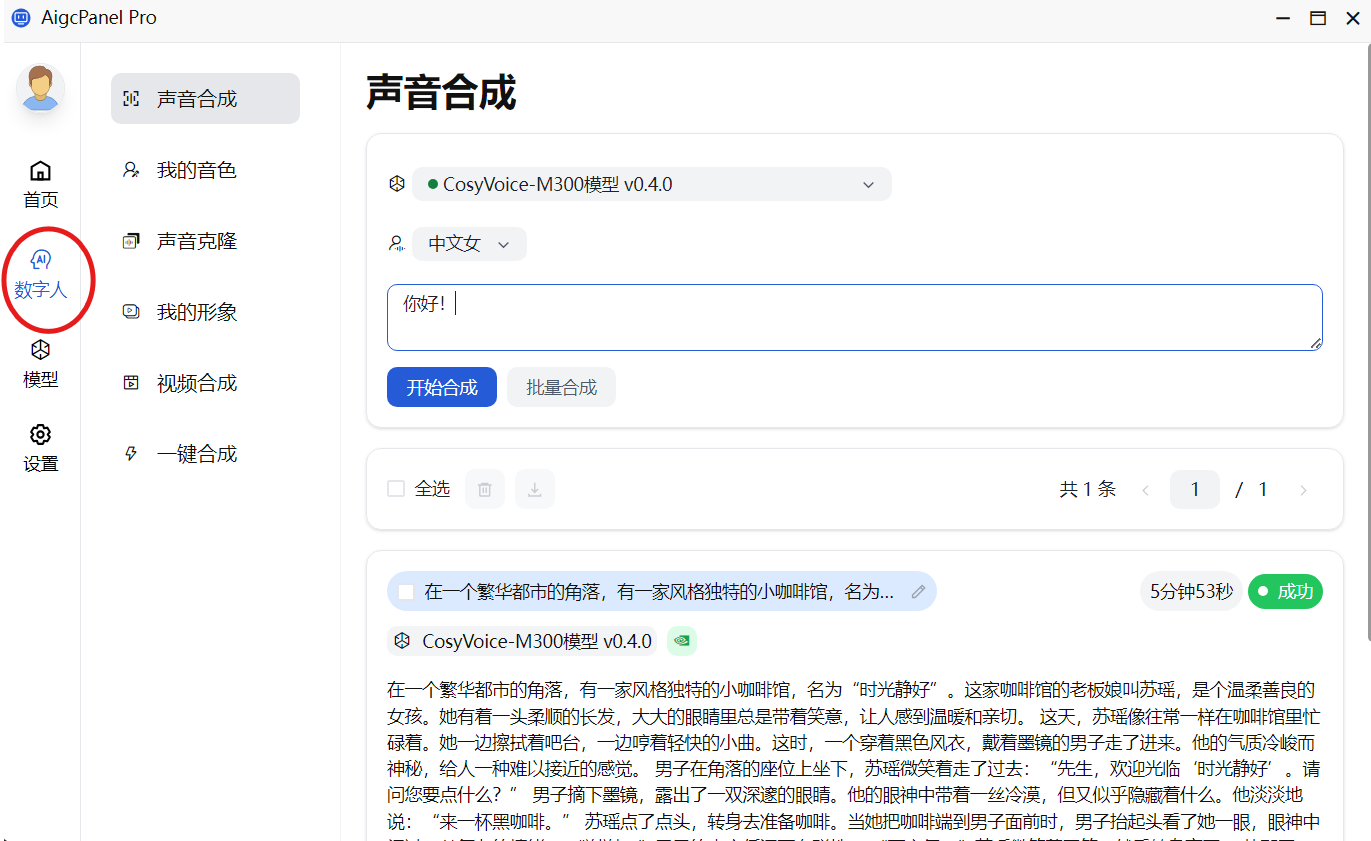 AigcPanel Pro
首页
AI
数字人
模型
设置
声音合成
我的音色
声音克隆
我的形象
视频合成
一键合成
声音合成
CosyVoice-M300模型 v0.4.0
中文女
你好！
开始合成 批量合成
全选 共 1 条 1 / 1
在一个繁华都市的角落，有一家风格独特的小咖啡馆，名为... 5分钟53秒 成功
CosyVoice-M300模型 v0.4.0
在一个繁华都市的角落，有一家风格独特的小咖啡馆，名为“时光静好”。这家咖啡馆的老板娘叫苏瑶，是个温柔善良的
女孩。她有着一头柔顺的长发，大大的眼睛里总是带着笑意，让人感到温暖和亲切。 这天，苏瑶像往常一样在咖啡馆里忙
碌着。她一边擦拭着吧台，一边哼着轻快的小曲。这时，一个穿着黑色风衣，戴着墨镜的男子走了进来。他的气质冷峻而
神秘，给人一种难以接近的感觉。 男子在角落的座位上坐下，苏瑶微笑着走了过去：“先生，欢迎光临‘时光静好’。请
问您要点什么？” 男子摘下墨镜，露出了一双深邃的眼睛。他的眼神中带着一丝冷漠，但又似乎隐藏着什么。他淡淡地
说：“来一杯黑咖啡。” 苏瑶点了点头，转身去准备咖啡。当她把咖啡端到男子面前时，男子抬起头看了她一眼，眼神中